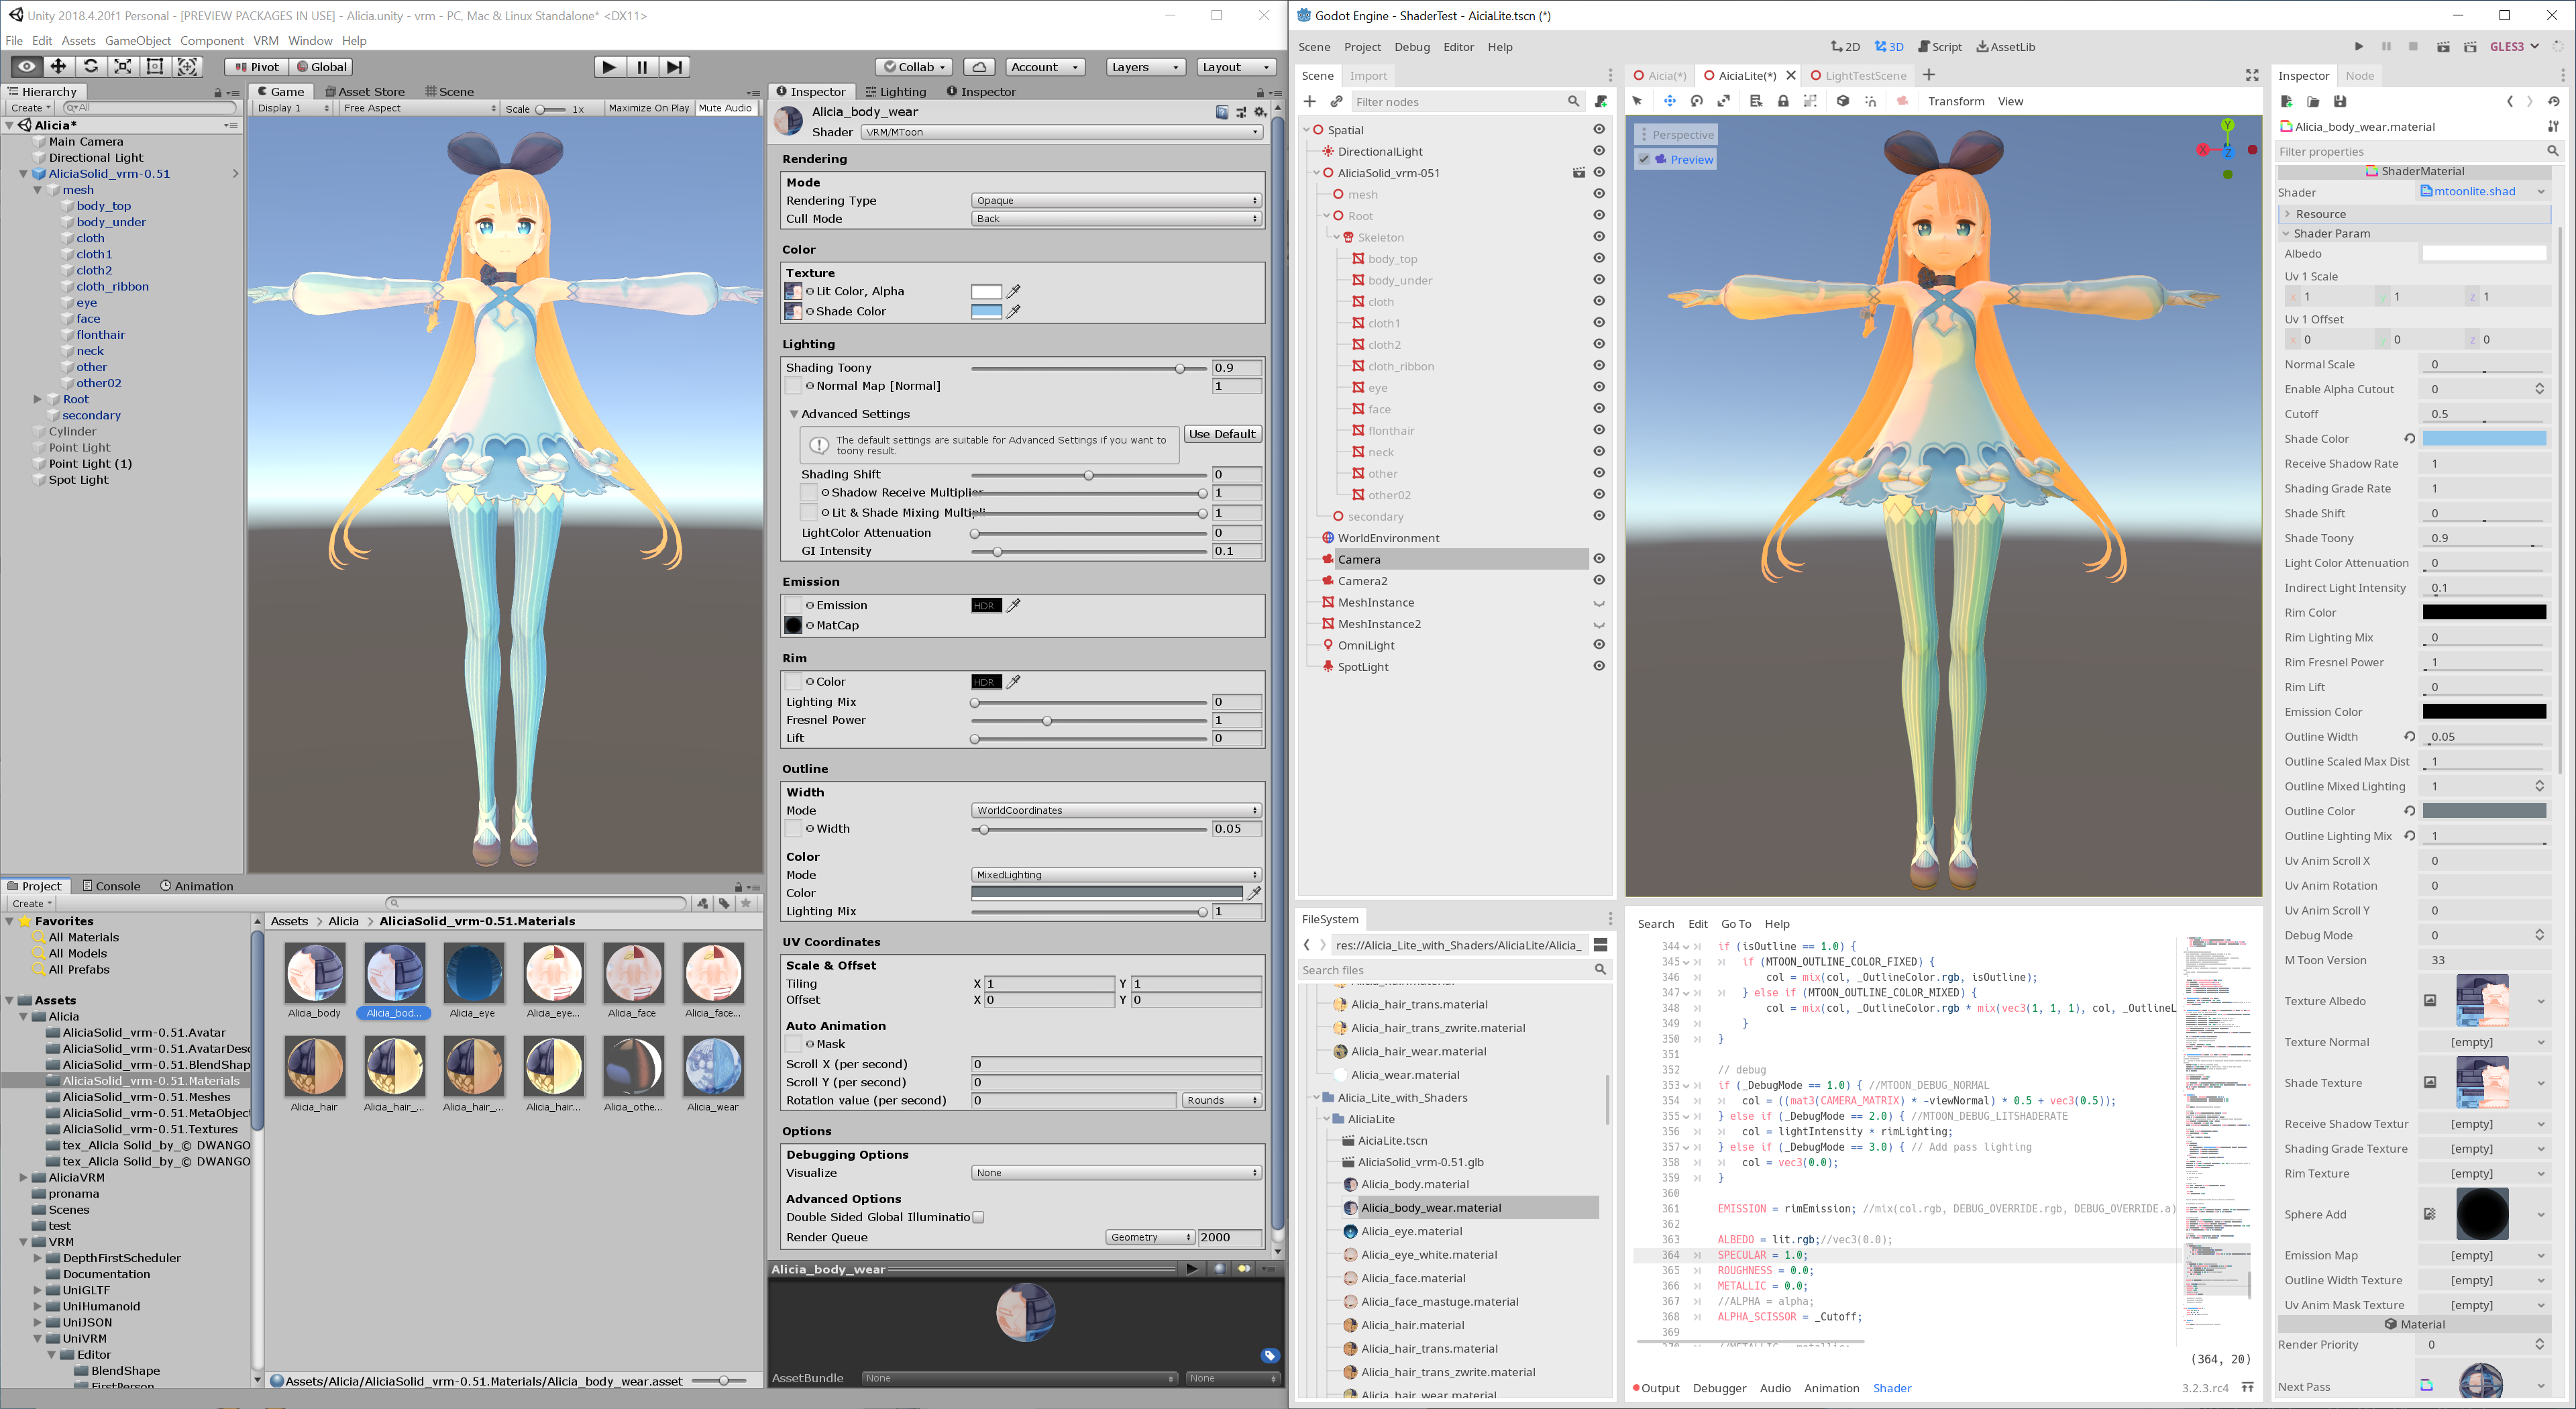 Unity 2018.4.20f1 Personal - [PREVIEW PACKAGES IN USE] - Alicia.unity - vrm - PC, Mac & Linux Standalone* <DX11>
File Edit Assets GameObject Component VRM Window Help
Pivot Global
Collab Account Layers Layout
Hierarchy
Create All
Alicia*
Main Camera
Directional Light
AliciaSolid_vrm-0.51
mesh
body_top
body_under
cloth
cloth1
cloth2
cloth_ribbon
eye
face
flonthair
neck
other
other02
Root
secondary
Cylinder
Point Light
Point Light (1)
Spot Light
Game Asset Store Scene
Display 1 Free Aspect Scale 1x Maximize On Play Mute Audio
Inspector Lighting Inspector
Alicia_body_wear
Shader VRM/MToon
Rendering
Mode
Rendering Type Opaque
Cull Mode Back
Color
Texture
Lit Color, Alpha
Shade Color
Lighting
Shading Toony 0.9
Normal Map [Normal] 1
Advanced Settings
The default settings are suitable for Advanced Settings if you want to toony result.
Use Default
Shading Shift 0
Shadow Receive Multiplier 1
Lit & Shade Mixing Multipli 1
LightColor Attenuation 0
GI Intensity 0.1
Emission
Emission HDR
MatCap
Rim
Color HDR
Lighting Mix 0
Fresnel Power 1
Lift 0
Outline
Width
Mode WorldCoordinates
Width 0.05
Color
Mode MixedLighting
Color
Lighting Mix 1
UV Coordinates
Scale & Offset
Tiling X 1 Y 1
Offset X 0 Y 0
Auto Animation
Mask
Scroll X (per second) 0
Scroll Y (per second) 0
Rotation value (per second) 0 Rounds
Options
Debugging Options
Visualize None
Advanced Options
Double Sided Global Illuminatio
Render Queue Geometry 2000
Alicia_body_wear
AssetBundle None None
Project Console Animation
Create
Favorites
All Materials
All Models
All Prefabs
Assets
Alicia
AliciaSolid_vrm-0.51.Avatar
AliciaSolid_vrm-0.51.AvatarDesc
AliciaSolid_vrm-0.51.BlendShap
AliciaSolid_vrm-0.51.Materials
AliciaSolid_vrm-0.51.Meshes
AliciaSolid_vrm-0.51.MetaObject
AliciaSolid_vrm-0.51.Textures
tex_Alicia Solid_by_© DWANGO
tex_Alicia Solid_by_© DWANGO
AliciaVRM
pronama
Scenes
test
VRM
DepthFirstScheduler
Documentation
UniGLTF
UniHumanoid
UniJSON
UniVRM
Editor
BlendShape
FirstPerson
Assets > Alicia > AliciaSolid_vrm-0.51.Materials
Alicia_body Alicia_bod... Alicia_eye Alicia_eye... Alicia_face Alicia_face...
Alicia_hair Alicia_hair_... Alicia_hair_... Alicia_hair... Alicia_othe... Alicia_wear
Assets/Alicia/AliciaSolid_vrm-0.51.Materials/Alicia_body_wear.asset
Godot Engine - ShaderTest - AiciaLite.tscn (*)
Scene Project Debug Editor Help
2D 3D Script AssetLib
GLES3
Scene Import
Filter nodes
Spatial
DirectionalLight
AliciaSolid_vrm-051
mesh
Root
Skeleton
body_top
body_under
cloth
cloth1
cloth2
cloth_ribbon
eye
face
flonthair
neck
other
other02
secondary
WorldEnvironment
Camera
Camera2
MeshInstance
MeshInstance2
OmniLight
SpotLight
FileSystem
res://Alicia_Lite_with_Shaders/AliciaLite/Alicia_
Search files
Alicia_hair.material
Alicia_hair_trans.material
Alicia_hair_trans_zwrite.material
Alicia_hair_wear.material
Alicia_wear.material
Alicia_Lite_with_Shaders
AliciaLite
AiciaLite.tscn
AliciaSolid_vrm-0.51.glb
Alicia_body.material
Alicia_body_wear.material
Alicia_eye.material
Alicia_eye_white.material
Alicia_face.material
Alicia_face_mastuge.material
Alicia_hair.material
Alicia_hair_trans.material
Alicia_hair_trans_zwrite.material
Alicia_hair_wear.material
Aicia(*) AiciaLite(*) LightTestScene
Transform View
Perspective
Preview
Y
X
Z
Search Edit Go To Help
344 if (isOutline == 1.0) {
345 if (MTOON_OUTLINE_COLOR_FIXED) {
346 col = mix(col, _OutlineColor.rgb, isOutline);
347 } else if (MTOON_OUTLINE_COLOR_MIXED) {
348 col = mix(col, _OutlineColor.rgb * mix(vec3(1, 1, 1), col, _OutlineL
349 }
350 }
351
352 // debug
353 if (_DebugMode == 1.0) { //MTOON_DEBUG_NORMAL
354 col = ((mat3(CAMERA_MATRIX) * -viewNormal) * 0.5 + vec3(0.5));
355 } else if (_DebugMode == 2.0) { //MTOON_DEBUG_LITSHADERATE
356 col = lightIntensity * rimLighting;
357 } else if (_DebugMode == 3.0) { // Add pass lighting
358 col = vec3(0.0);
359 }
360
361 EMISSION = rimEmission; //mix(col.rgb, DEBUG_OVERRIDE.rgb, DEBUG_OVERRIDE.a)
362
363 ALBEDO = lit.rgb;//vec3(0.0);
364 SPECULAR = 1.0;
365 ROUGHNESS = 0.0;
366 METALLIC = 0.0;
367 //ALPHA = alpha;
368 ALPHA_SCISSOR = _Cutoff;
369
(364, 20)
Output Debugger Audio Animation Shader 3.2.3.rc4
Inspector Node
Alicia_body_wear.material
Filter properties
ShaderMaterial
Shader mtoonlite.shad
Resource
Shader Param
Albedo
Uv 1 Scale
x 1 y 1 z 1
Uv 1 Offset
x 0 y 0 z 0
Normal Scale 0
Enable Alpha Cutout 0
Cutoff 0.5
Shade Color
Receive Shadow Rate 1
Shading Grade Rate 1
Shade Shift 0
Shade Toony 0.9
Light Color Attenuation 0
Indirect Light Intensity 0.1
Rim Color
Rim Lighting Mix 0
Rim Fresnel Power 1
Rim Lift 0
Emission Color
Outline Width 0.05
Outline Scaled Max Dist 1
Outline Mixed Lighting 1
Outline Color
Outline Lighting Mix 1
Uv Anim Scroll X 0
Uv Anim Rotation 0
Uv Anim Scroll Y 0
Debug Mode 0
M Toon Version 33
Texture Albedo
Texture Normal [empty]
Shade Texture
Receive Shadow Textur [empty]
Shading Grade Texture [empty]
Rim Texture [empty]
Sphere Add
Emission Map [empty]
Outline Width Texture [empty]
Uv Anim Mask Texture [empty]
Material
Render Priority 0
Next Pass